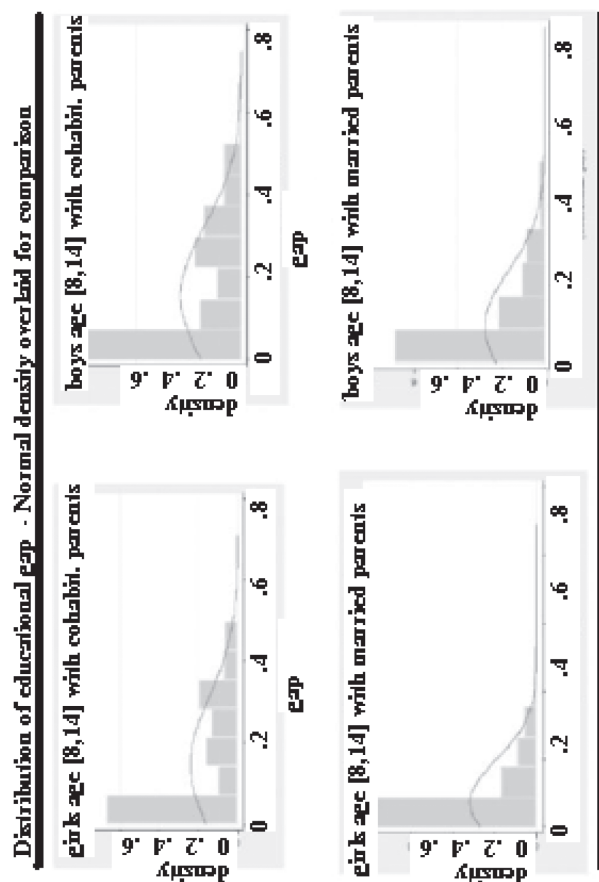 Distribution of educational gap - Normal density overlaid for comparison
girls age [8,14] with cohabit. parents
density
0 .2 .4 .6
0 .2 .4 .6 .8
gap
boys age [8,14] with cohabit. parents
density
0 .2 .4 .6
0 .2 .4 .6 .8
gap
girls age [8,14] with married parents
density
0 .2 .4 .6
0 .2 .4 .6 .8
boys age [8,14] with married parents
density
0 .2 .4 .6
0 .2 .4 .6 .8